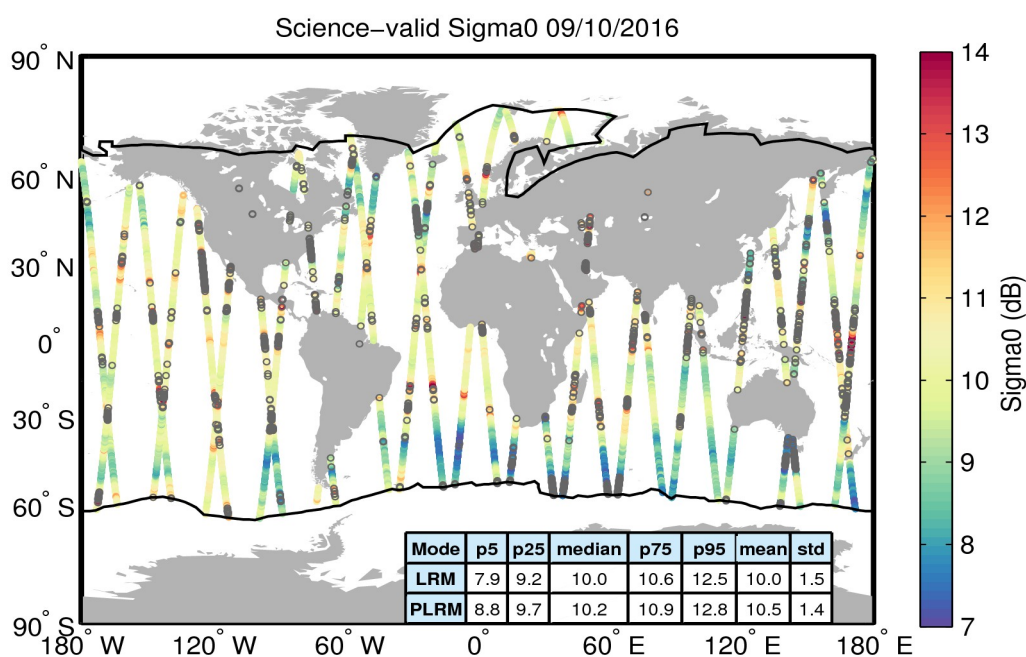 Science−valid Sigma0 09/10/2016
90° N
60° N
30° N
0°
30° S
60° S
90° S
180° W
120° W
60° W
0°
60° E
120° E
180° E
Mode p5 p25 median p75 p95 mean std
LRM 7.9 9.2 10.0 10.6 12.5 10.0 1.5
PLRM 8.8 9.7 10.2 10.9 12.8 10.5 1.4
14
13
12
11
10
9
8
7
Sigma0 (dB)